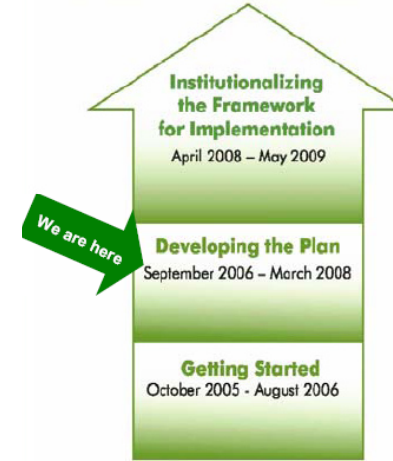 Institutionalizing
the Framework
for Implementation
April 2008 – May 2009
We are here
Developing the Plan
September 2006 – March 2008
Getting Started
October 2005 - August 2006